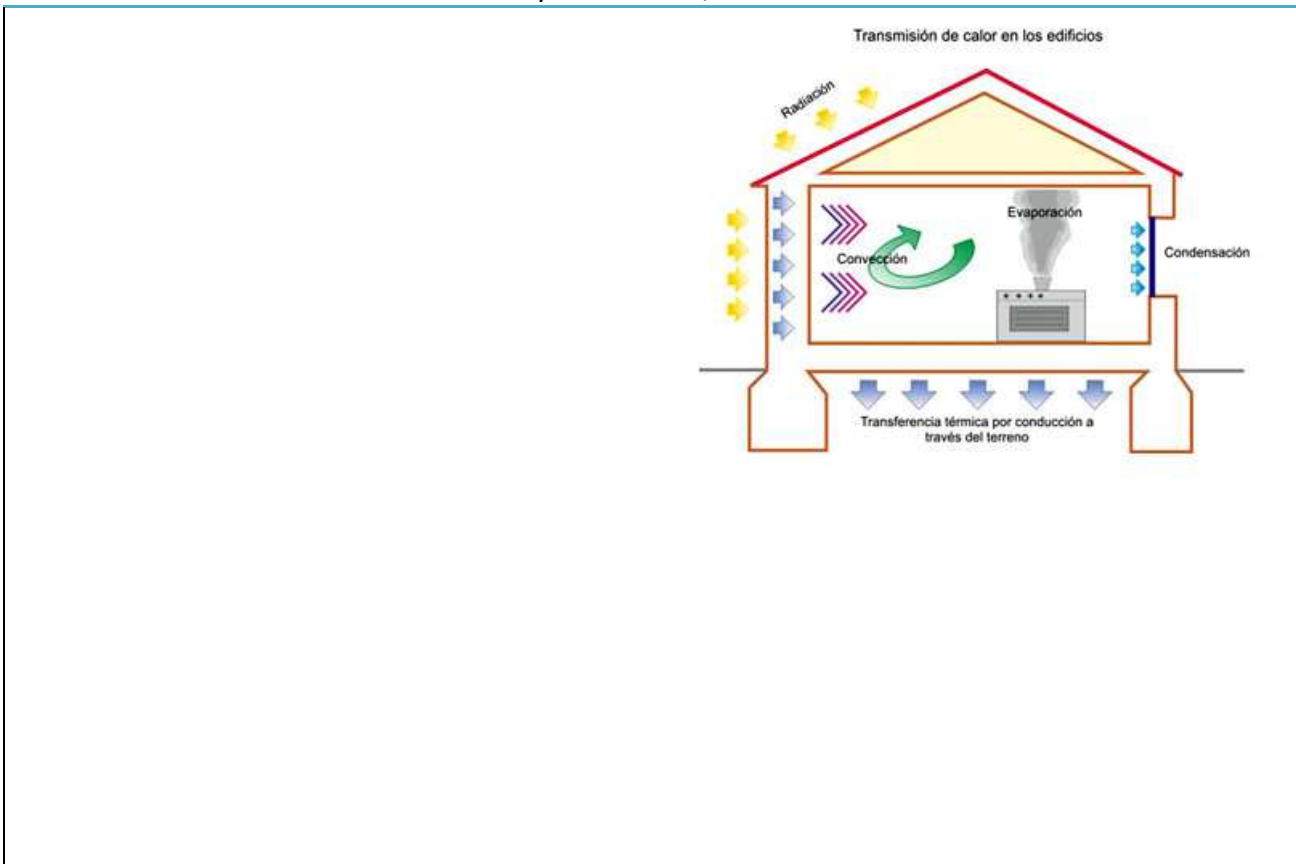 Transmisión de calor en los edificios
Radiación
Evaporación
Convección
Condensación
Transferencia térmica por conducción a
través del terreno